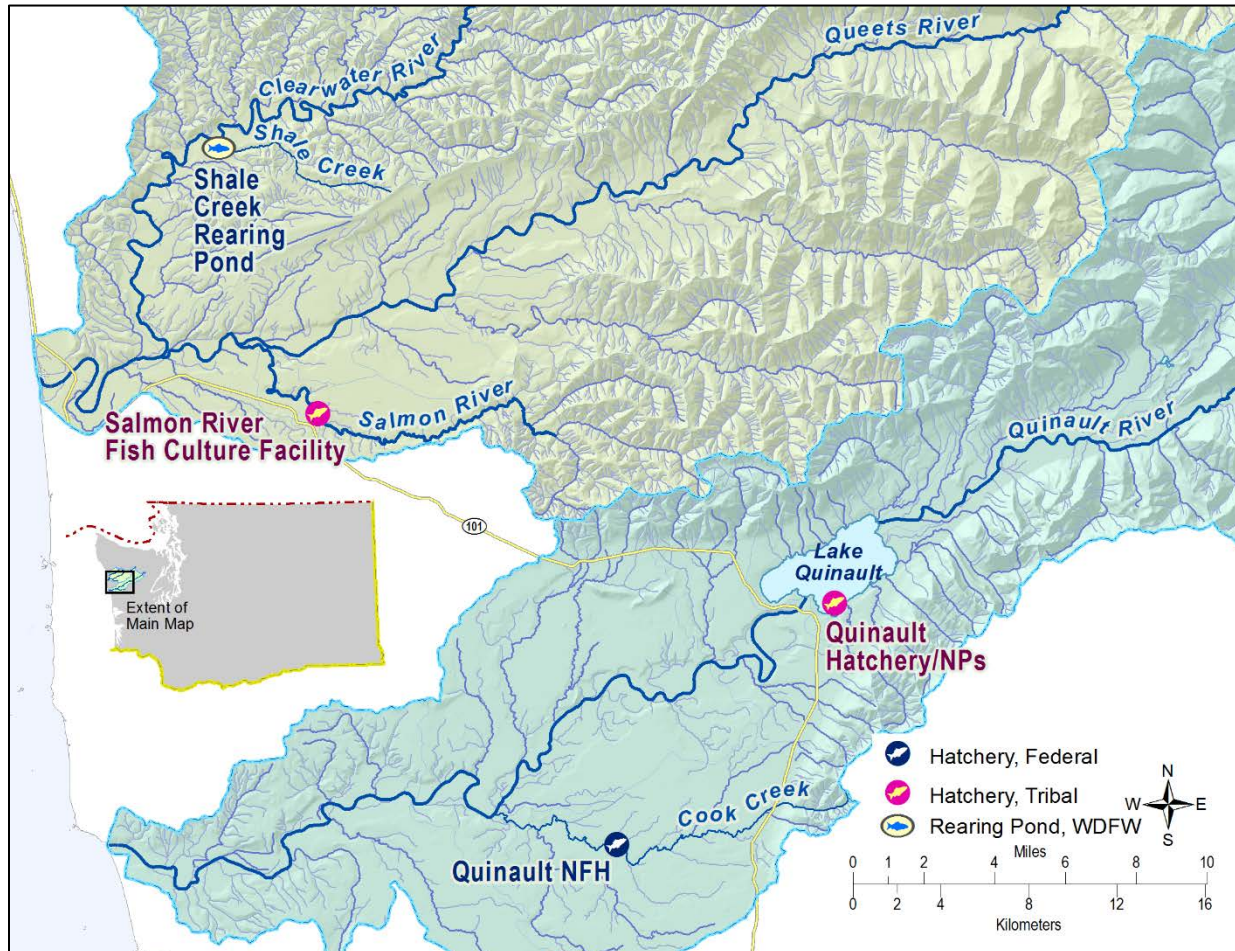 Queets River
Clearwater River
Shale Creek
Shale
Creek
Rearing
Pond
Salmon River
Salmon River
Fish Culture Facility
Quinault River
101
Lake
Quinault
Extent of
Main Map
Quinault
Hatchery/NPs
Cook Creek
Quinault NFH
Hatchery, Federal
Hatchery, Tribal
Rearing Pond, WDFW
N
W E
S
0 1 2 4 6 8 10
Miles
0 2 4 8 12 16
Kilometers